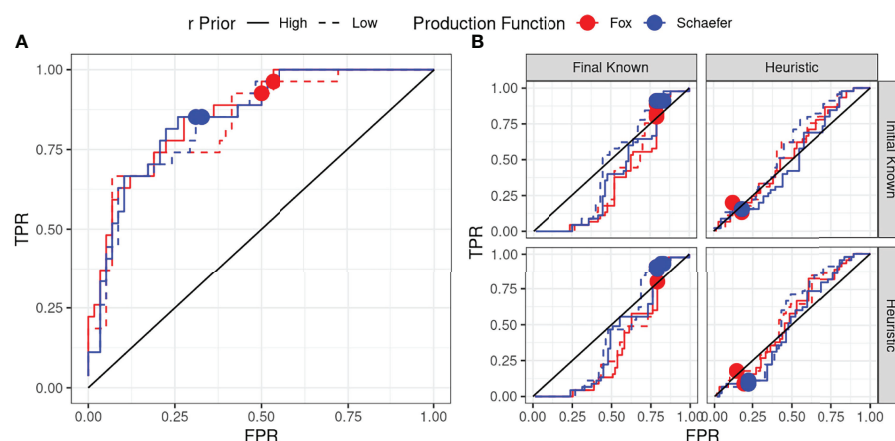 r Prior High Low Production Function Fox Schaefer
A
B
Final Known
Heuristic
1.00
0.75
0.50
0.25
0.00
TPR
0.00 0.25 0.50 0.75 1.00
FPR
1.00
0.75
0.50
0.25
0.00
Initial Known
TPR
1.00
0.75
0.50
0.25
0.00
Heuristic
0.00 0.25 0.50 0.75 1.00
0.00 0.25 0.50 0.75 1.00
FPR